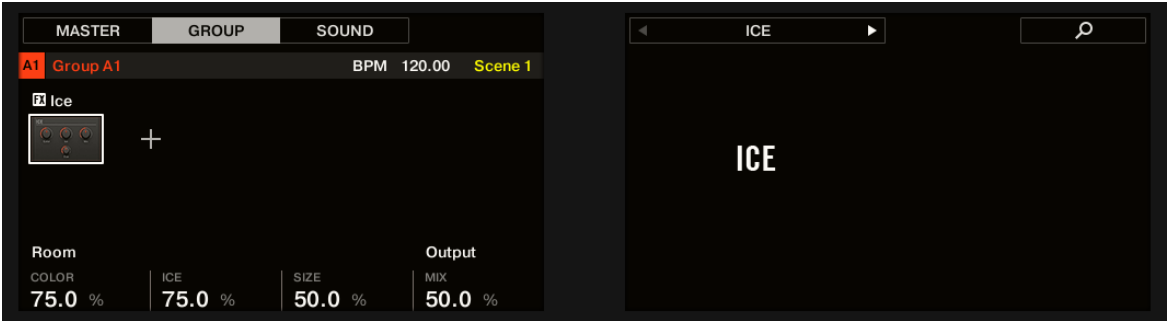 MASTER GROUP SOUND
A1 Group A1 BPM 120.00 Scene 1
FX Ice
Room Output
COLOR ICE SIZE MIX
75.0 % 75.0 % 50.0 % 50.0 %
ICE
ICE